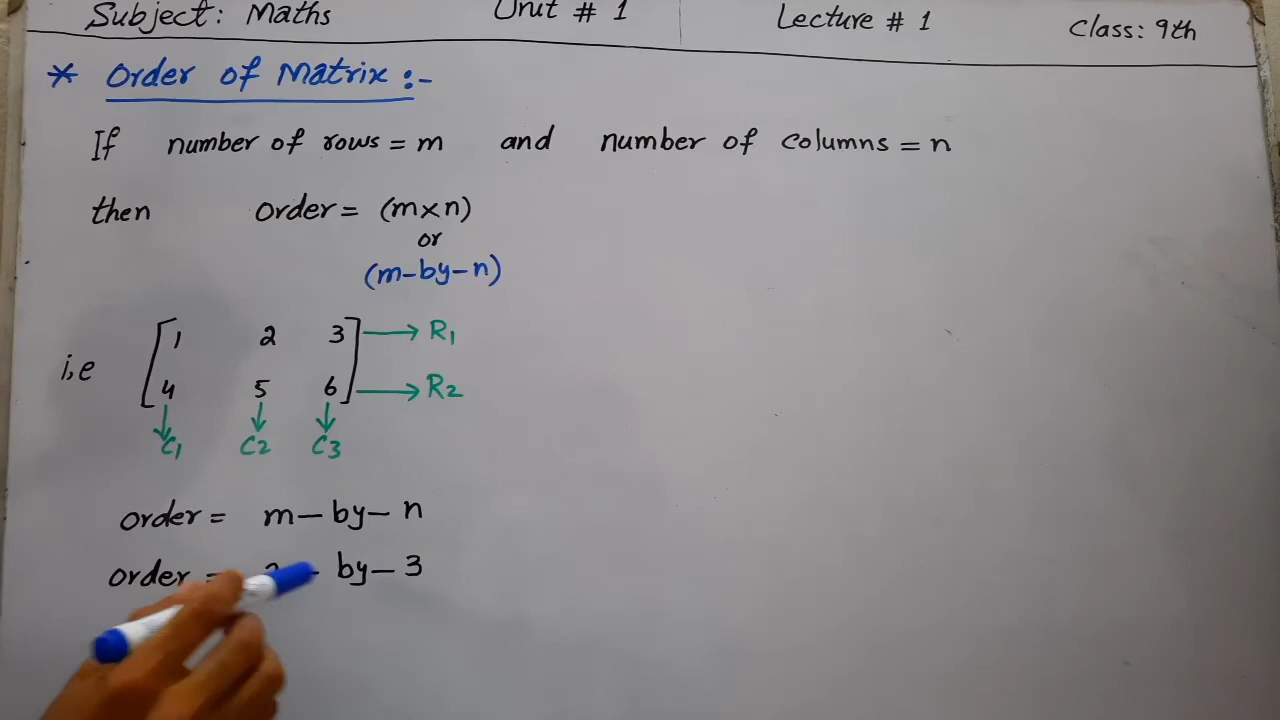 Subject: Maths Unit # 1 Lecture # 1 Class: 9th
* Order of Matrix :-
If number of rows = m and number of columns = n
then order = (m×n)
or
(m-by-n)
i,e [1 2 3] → R1
[4 5 6] → R2
↓ ↓ ↓
C1 C2 C3
order = m - by - n
order = - by - 3